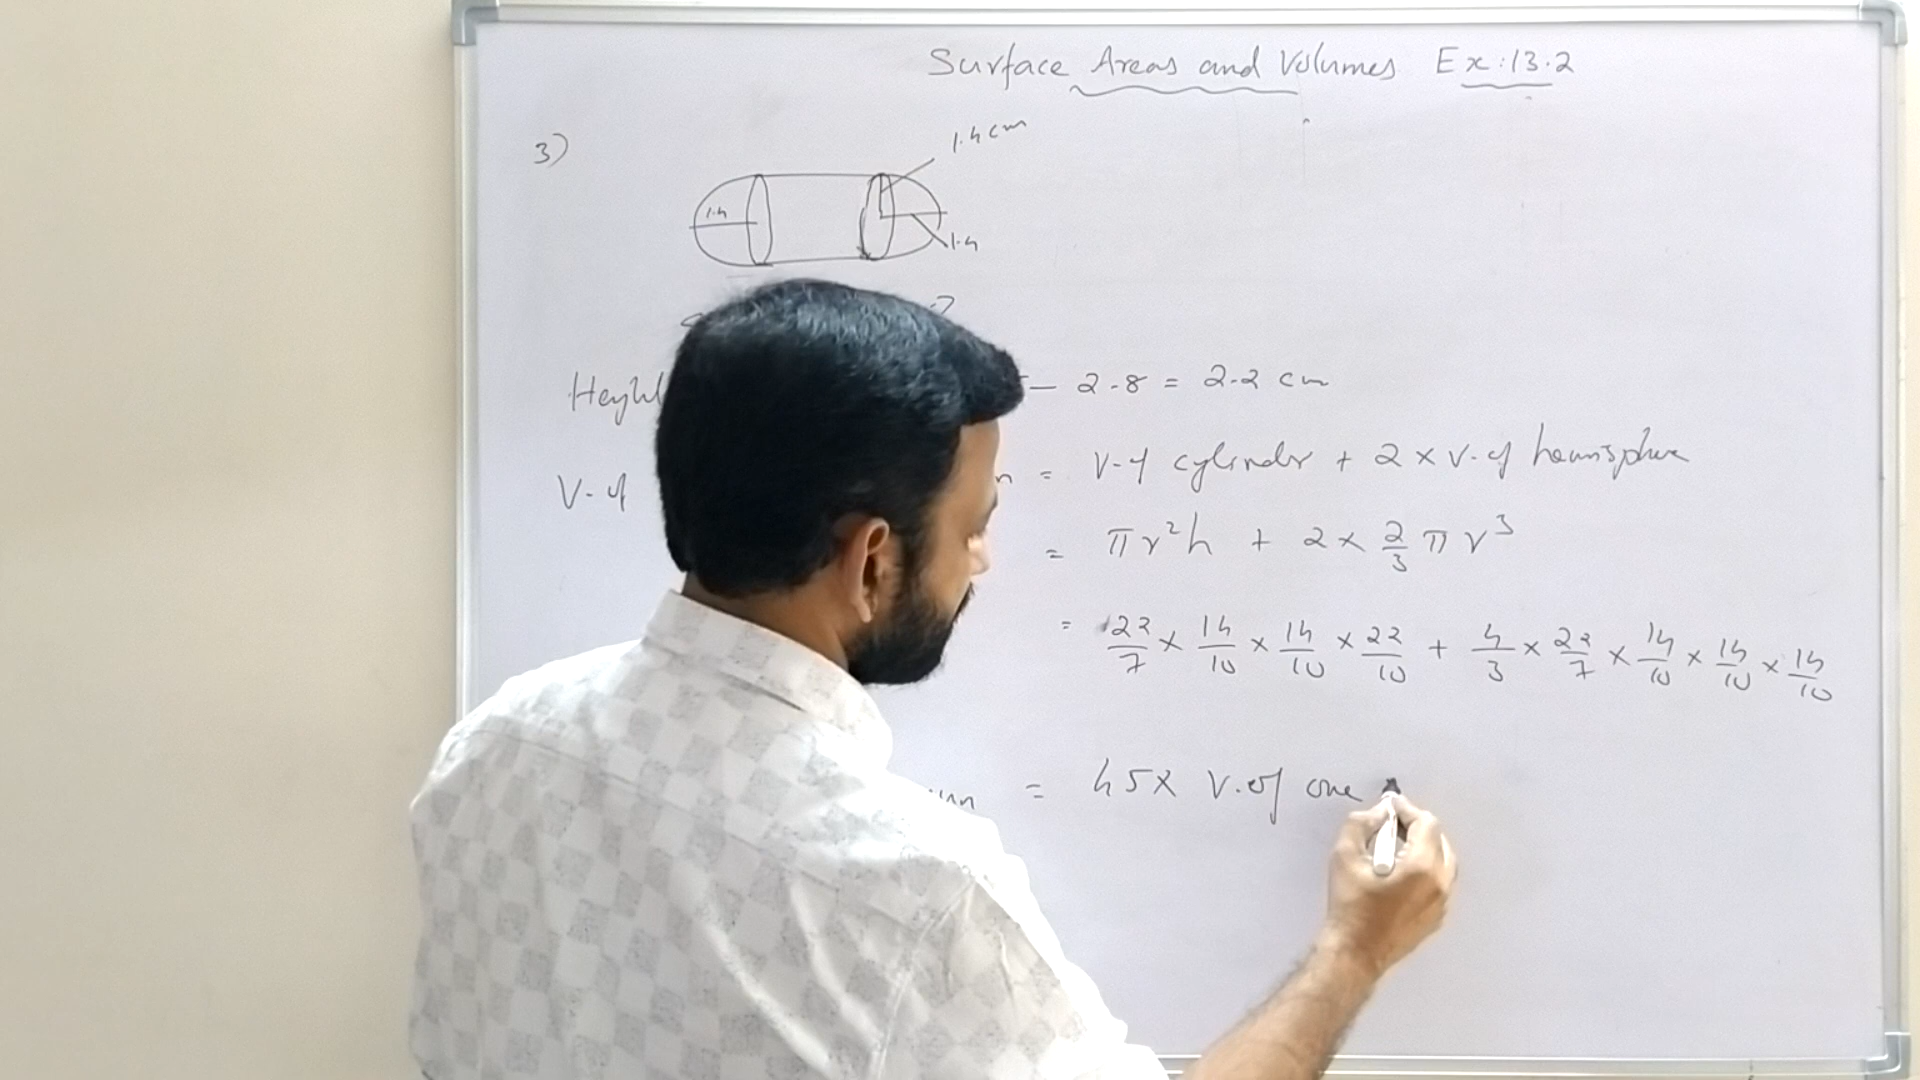 Surface Areas and Volumes Ex:13.2
3)
1.4 cm
1.4
1.4
- 2.8 = 2.2 cm
V. of = V. of cylinder + 2 × V. of hemisphere
= πr²h + 2 × 2/3 πr³
= 22/7 × 14/10 × 14/10 × 22/10 + 4/3 × 22/7 × 14/10 × 14/10 × 14/10
= 45 × V. of one